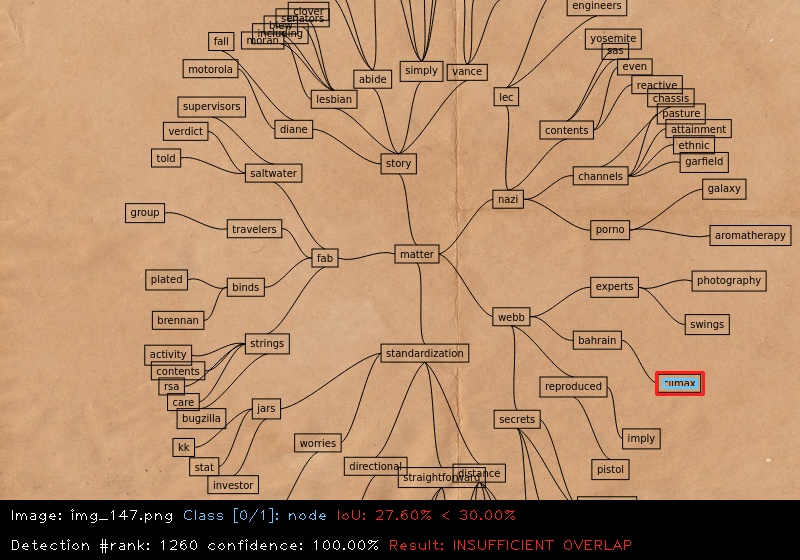 engineers
clover
senators
blew
including
moran
fall
motorola
lesbian
abide
simply
vance
lec
yosemite
sas
even
reactive
chassis
pasture
attainment
ethnic
garfield
contents
channels
supervisors
verdict
told
diane
saltwater
story
nazi
galaxy
porno
aromatherapy
group
travelers
fab
matter
plated
binds
brennan
experts
photography
swings
webb
bahrain
strings
standardization
activity
contents
rsa
care
bugzilla
jars
reproduced
secrets
imply
pistol
kk
stat
investor
worries
directional
straightforward
distance
Image: img_147.png Class [0/1]: node IoU: 27.60% < 30.00%
Detection #rank: 1260 confidence: 100.00% Result: INSUFFICIENT OVERLAP